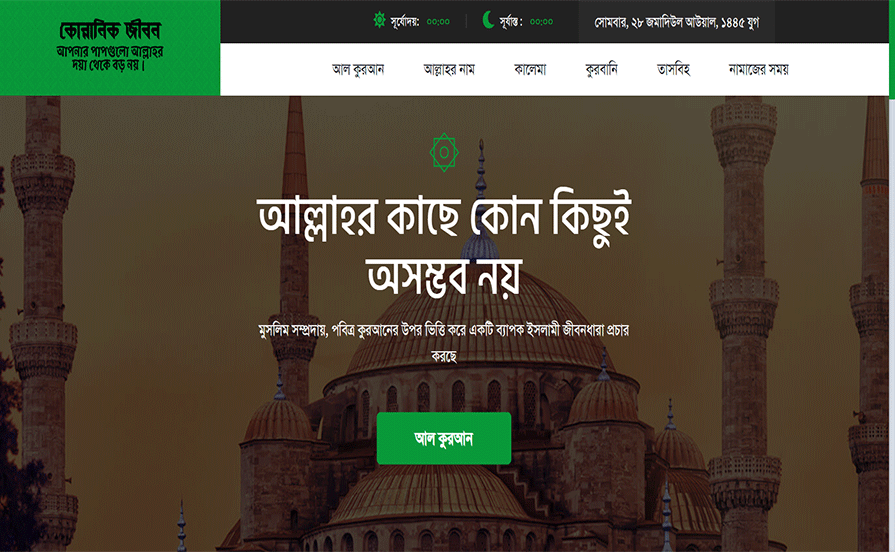 কোরানিক জীবন
আপনার পাপগুলো আল্লাহর
দয়া থেকে বড় নয়।
সূর্যোদয়: ০০:০০ সূর্যাস্ত : ০০:০০ সোমবার, ২৮ জমাদিউল আউয়াল, ১৪৪৫ যুগ
আল কুরআন আল্লাহর নাম কালেমা কুরবানি তাসবিহ নামাজের সময়
আল্লাহর কাছে কোন কিছুই
অসম্ভব নয়
মুসলিম সম্প্রদায়, পবিত্র কুরআনের উপর ভিত্তি করে একটি ব্যাপক ইসলামী জীবনধারা প্রচার
করছে
আল কুরআন